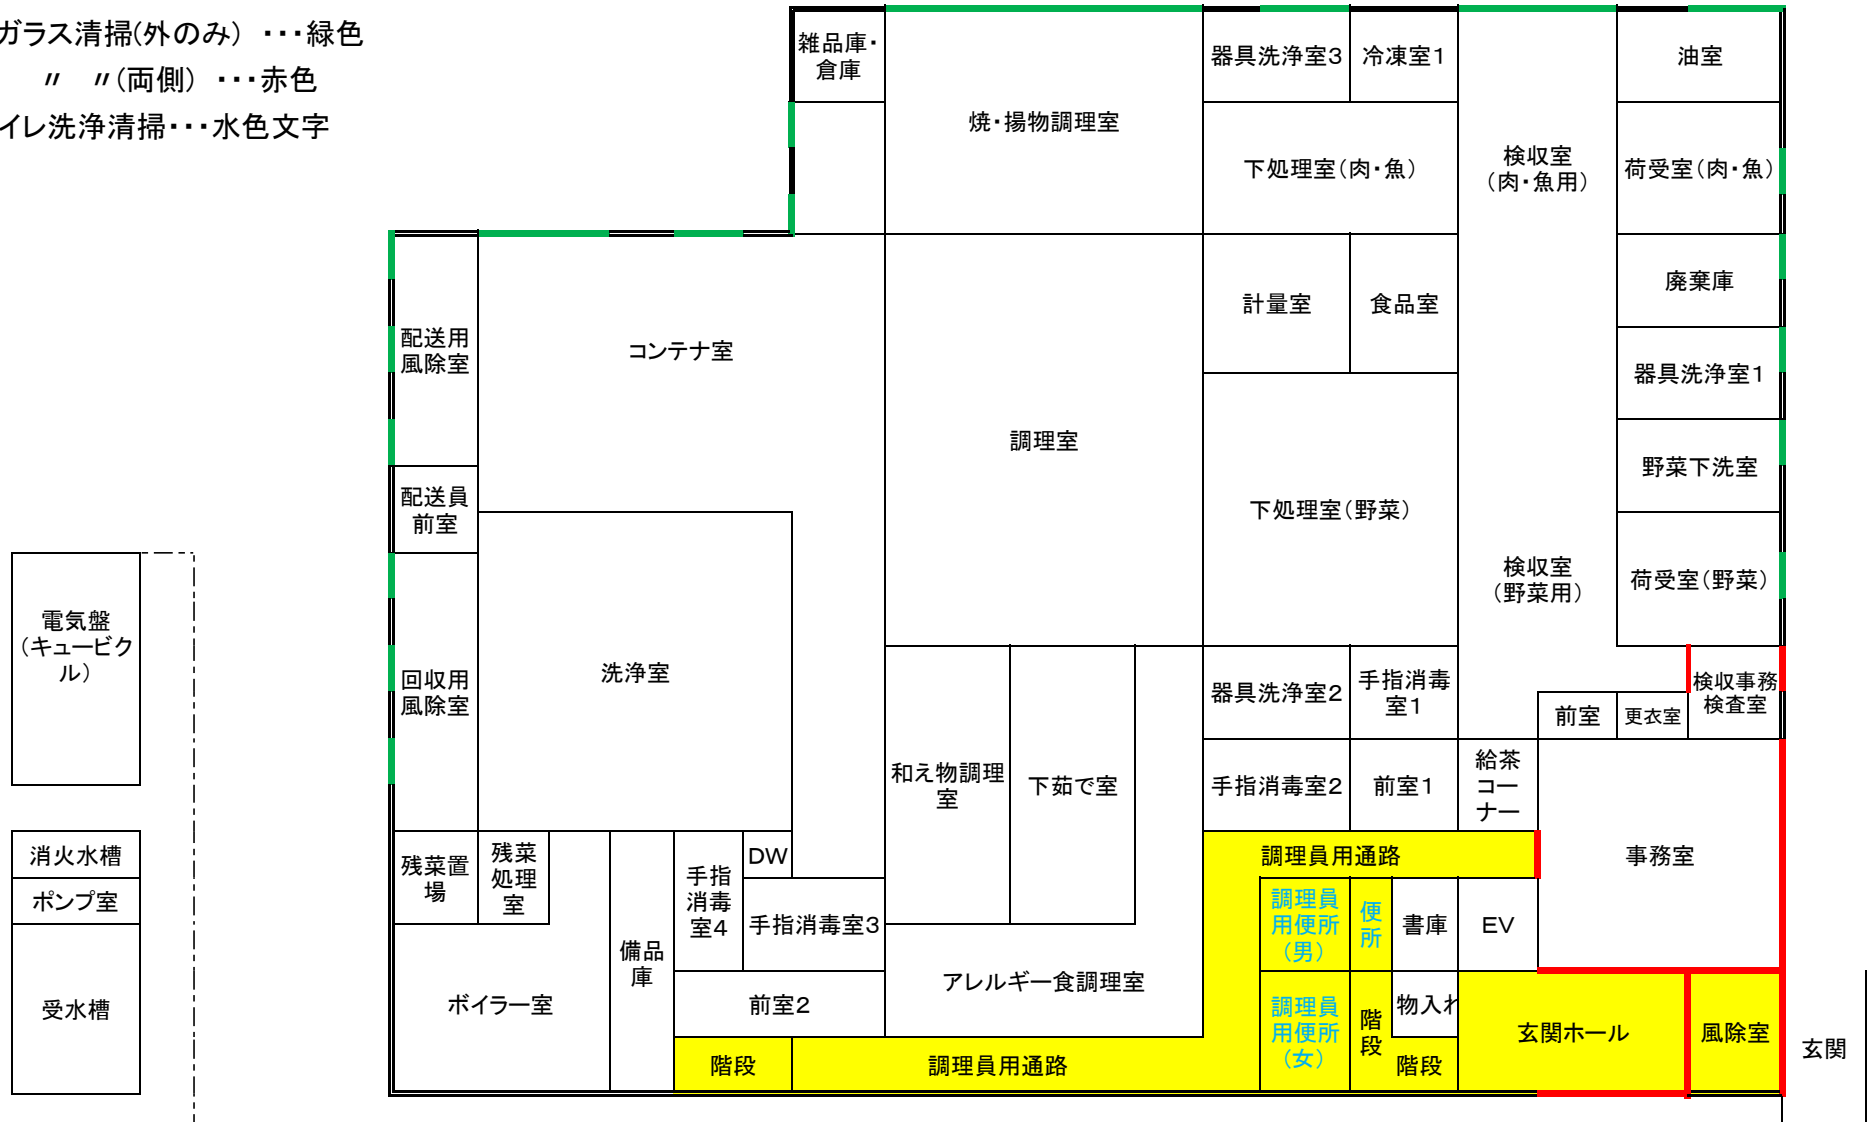 ガラス清掃(外のみ) ・・・緑色
〃 〃(両側) ・・・赤色
イレ洗浄清掃・・・水色文字
雑品庫・
倉庫
焼・揚物調理室
器具洗浄室3
冷凍室1
油室
下処理室(肉・魚)
検収室
(肉・魚用)
荷受室(肉・魚)
配送用
風除室
コンテナ室
調理室
計量室
食品室
廃棄庫
器具洗浄室1
野菜下洗室
配送員
前室
下処理室(野菜)
検収室
(野菜用)
荷受室(野菜)
電気盤
(キュービク
ル)
回収用
風除室
洗浄室
器具洗浄室2
手指消毒
室1
検収事務
検査室
前室
更衣室
和え物調理
室
下茹で室
手指消毒室2
前室1
給茶
コー
ナー
事務室
消火水槽
ポンプ室
受水槽
残菜置
場
残菜
処理
室
DW
手指
消毒
室4
手指消毒室3
調理員用通路
調理員
用便所
(男)
便
所
書庫
EV
備品
庫
ボイラー室
前室2
アレルギー食調理室
調理員
用便所
(女)
階
段
物入れ
玄関ホール
風除室
玄関
階段
調理員用通路
階段